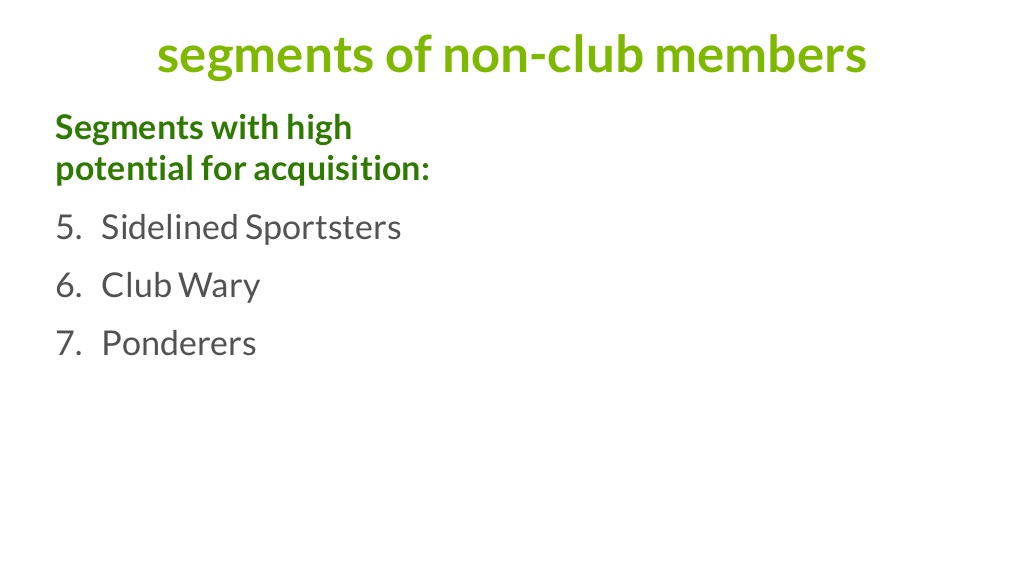 segments of non-club members
Segments with high
potential for acquisition:
5. Sidelined Sportsters
6. Club Wary
7. Ponderers